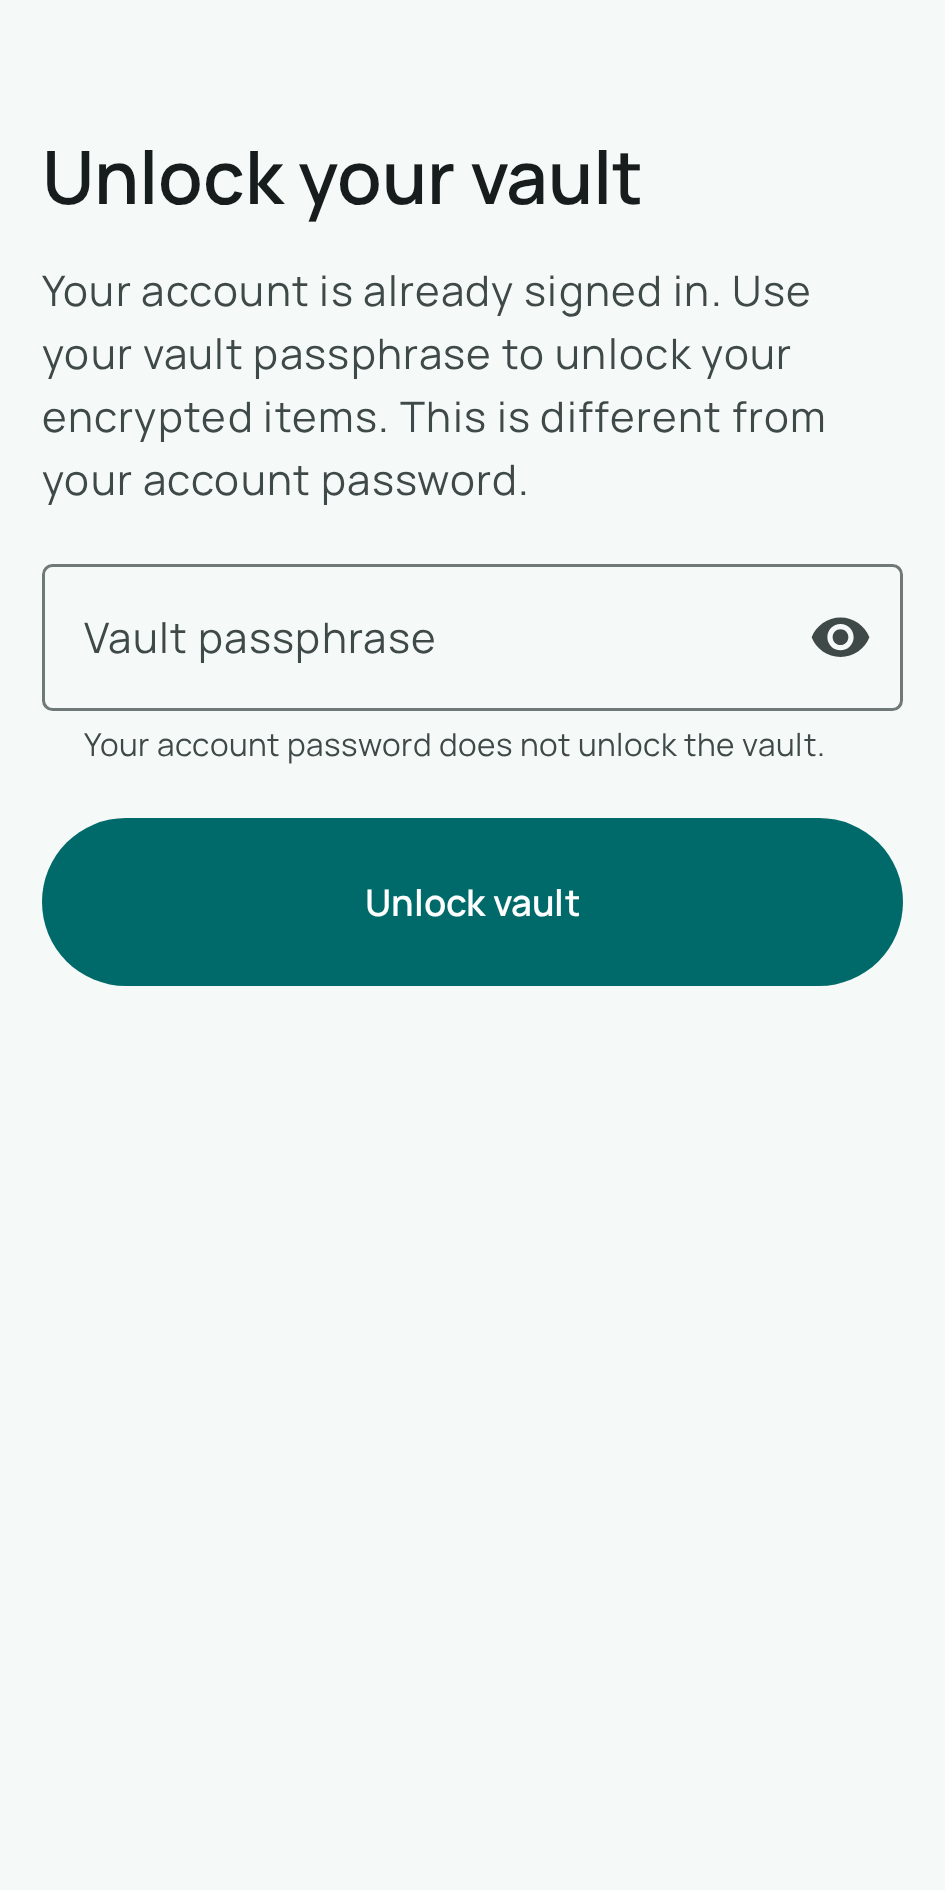 Unlock your vault
Your account is already signed in. Use
your vault passphrase to unlock your
encrypted items. This is different from
your account password.
Vault passphrase
Your account password does not unlock the vault.
Unlock vault